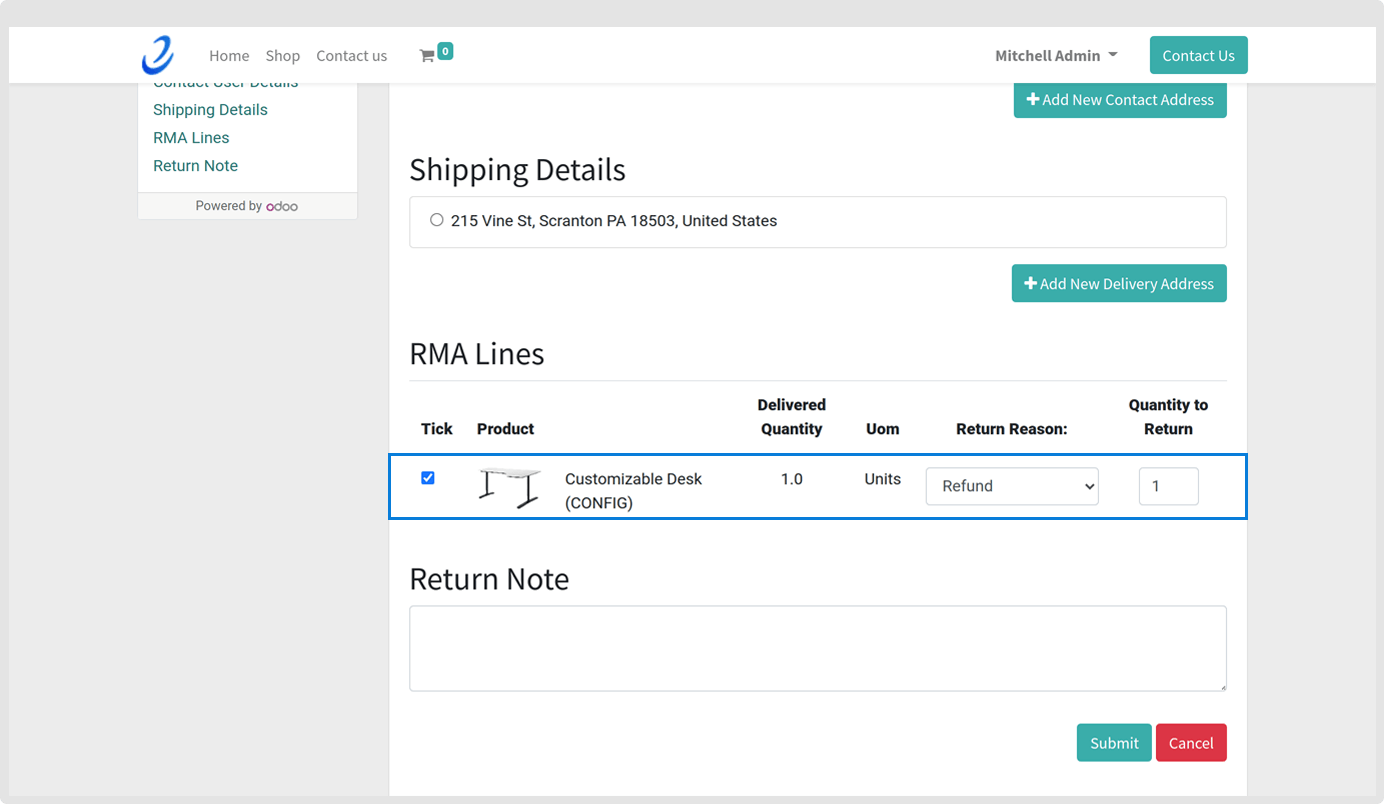 Home Shop Contact us 0 Mitchell Admin Contact Us
Contact User Details
Shipping Details
RMA Lines
Return Note
Powered by odoo
Add New Contact Address
Shipping Details
215 Vine St, Scranton PA 18503, United States
Add New Delivery Address
RMA Lines
Tick Product Delivered Quantity Uom Return Reason: Quantity to Return
Customizable Desk 1.0 Units Refund 1
(CONFIG)
Return Note
Submit Cancel